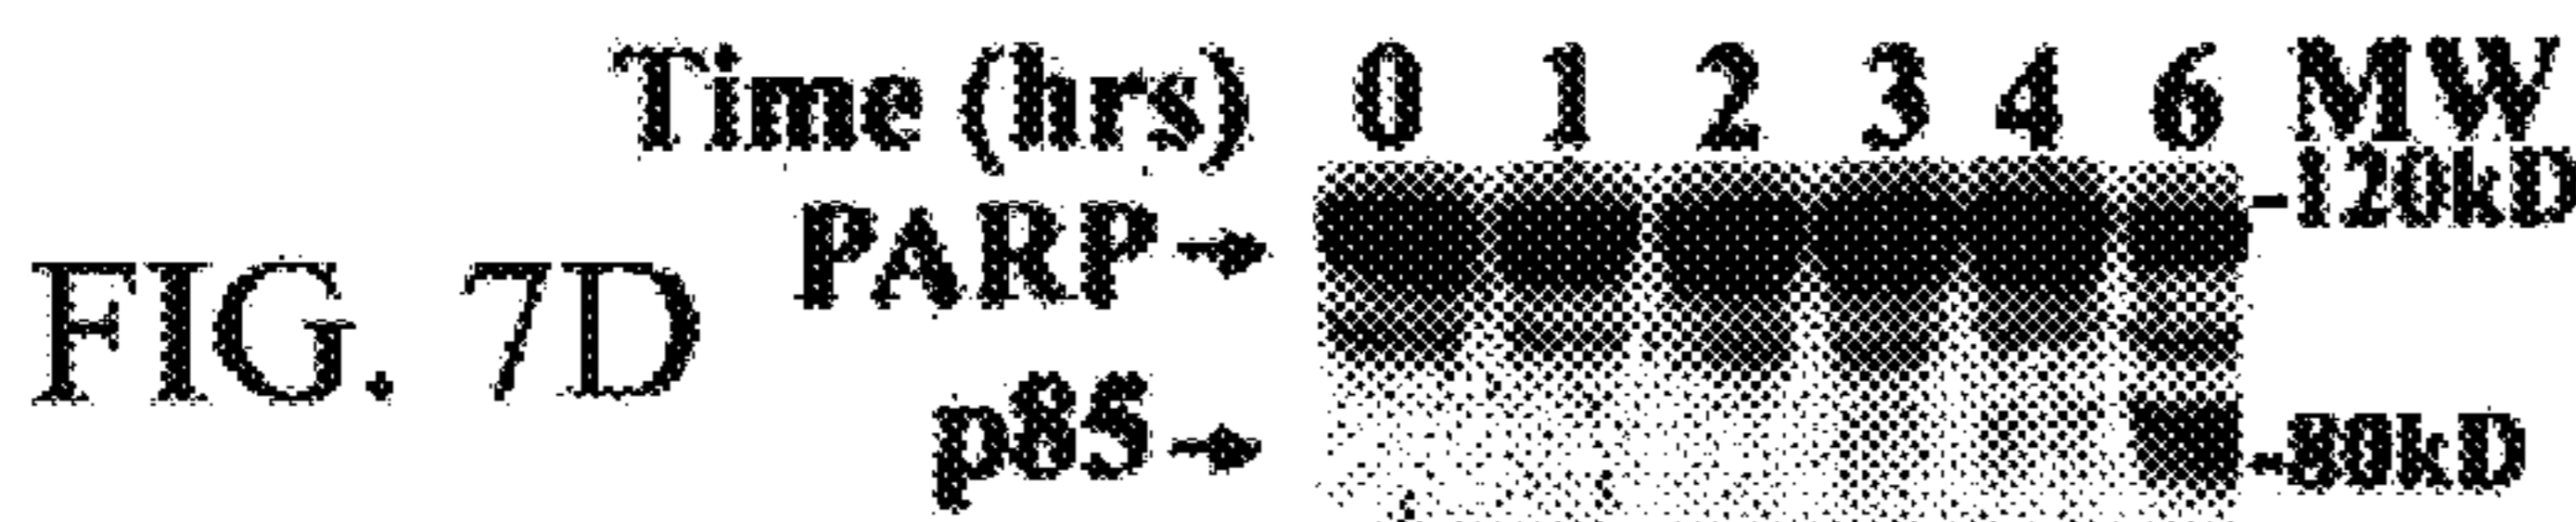 Time (hrs) 0 1 2 3 4 6 MW
PARP→ -120kD
FIG. 7D
p85→ -80kD